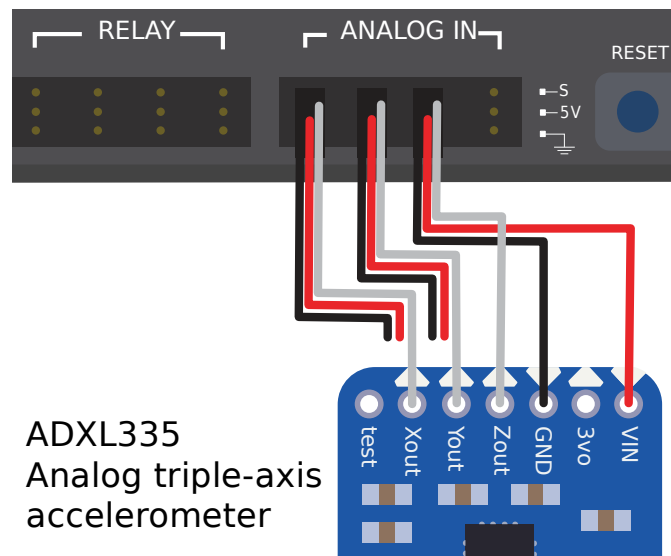 RELAY
ANALOG IN
RESET
S
5V
test
Xout
Yout
Zout
GND
3vo
VIN
ADXL335
Analog triple-axis
accelerometer